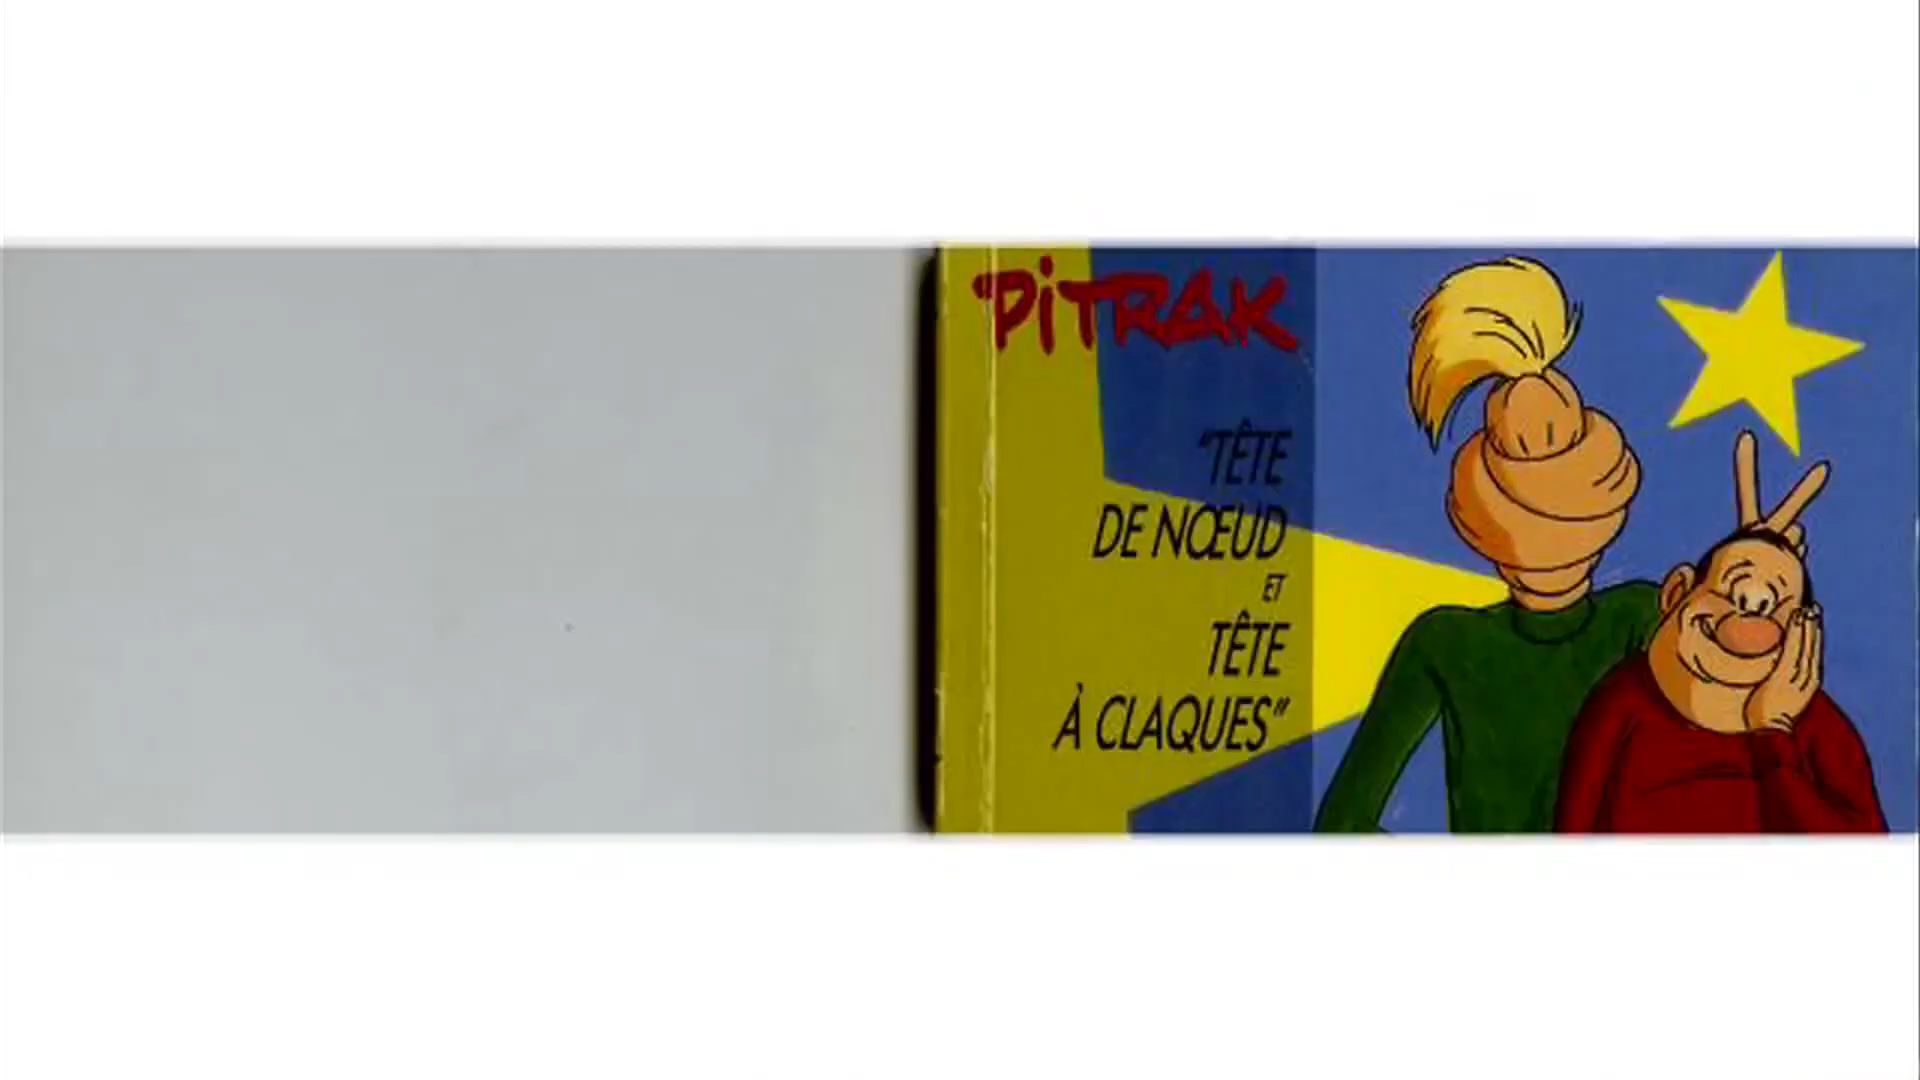 PiTRAK
"TÊTE
DE NŒUD
ET
TÊTE
À CLAQUES"